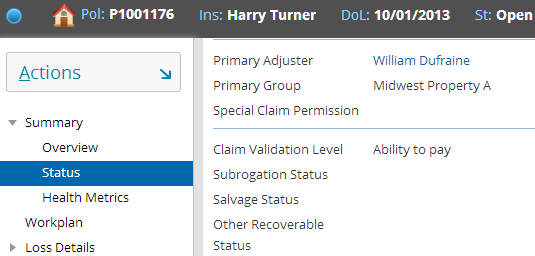 Pol: P1001176 Ins: Harry Turner DoL: 10/01/2013 St: Open
Actions
Summary
Overview
Status
Health Metrics
Workplan
Loss Details
Primary Adjuster William Dufraine
Primary Group Midwest Property A
Special Claim Permission
Claim Validation Level Ability to pay
Subrogation Status
Salvage Status
Other Recoverable
Status